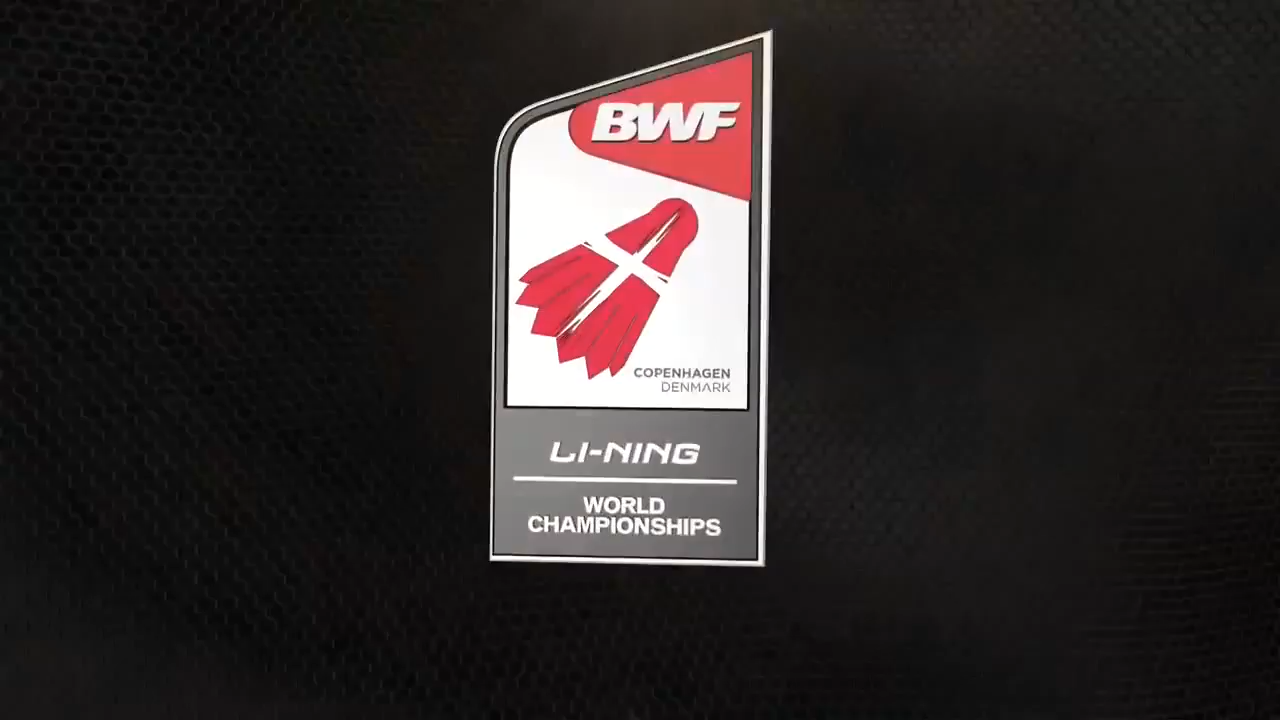 BWF
COPENHAGEN
DENMARK
LI-NING
WORLD
CHAMPIONSHIPS